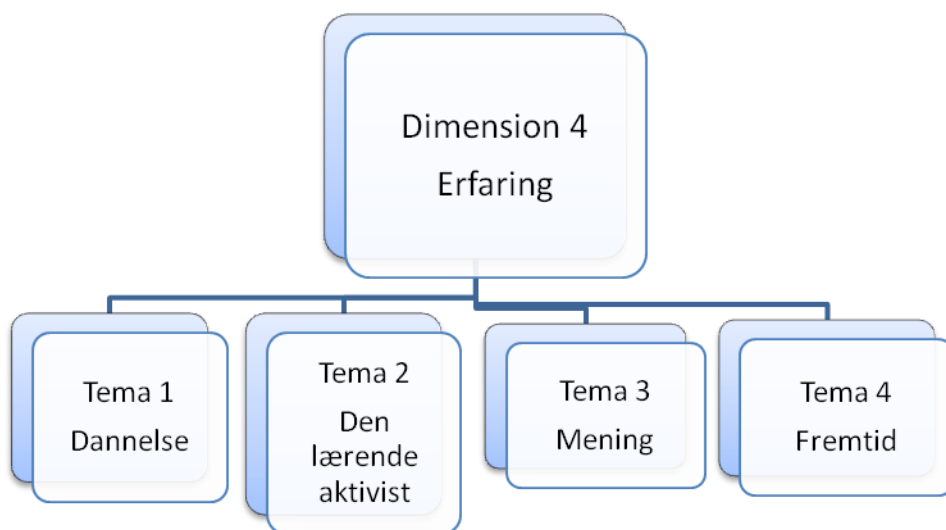 Dimension 4
Erfaring
Tema 1
Dannelse
Tema 2
Den
lærende
aktivist
Tema 3
Mening
Tema 4
Fremtid